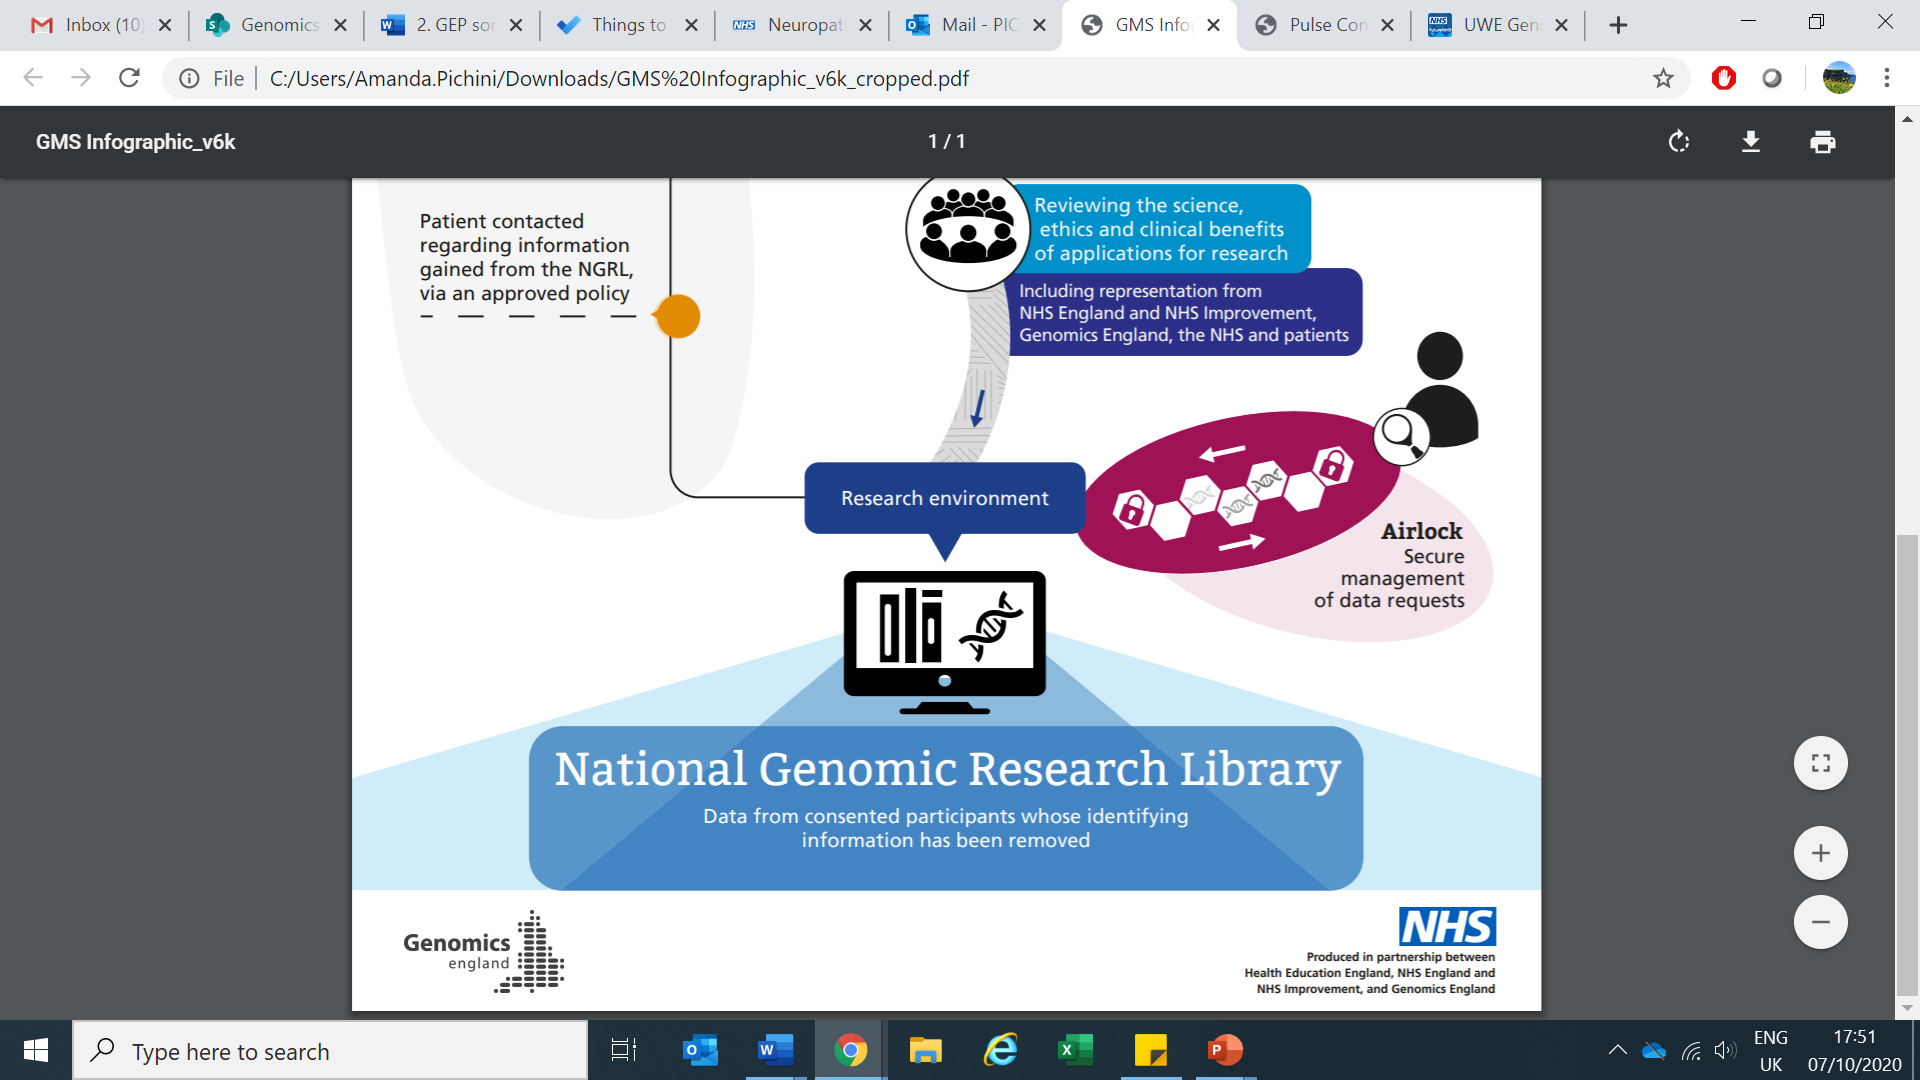 Inbox (10)
Genomics
2. GEP sor
Things to
NHS
Neuropat
Mail - PIC
GMS Info
Pulse Con
NHS
UWE Gen
File
C:/Users/Amanda.Pichini/Downloads/GMS%20Infographic_v6k_cropped.pdf
GMS Infographic_v6k
1 / 1
Patient contacted
regarding information
gained from the NGRL,
via an approved policy
Reviewing the science,
ethics and clinical benefits
of applications for research
Including representation from
NHS England and NHS Improvement,
Genomics England, the NHS and patients
Research environment
Airlock
Secure
management
of data requests
National Genomic Research Library
Data from consented participants whose identifying
information has been removed
Genomics
england
NHS
Produced in partnership between
Health Education England, NHS England and
NHS Improvement, and Genomics England
Type here to search
ENG
UK
17:51
07/10/2020